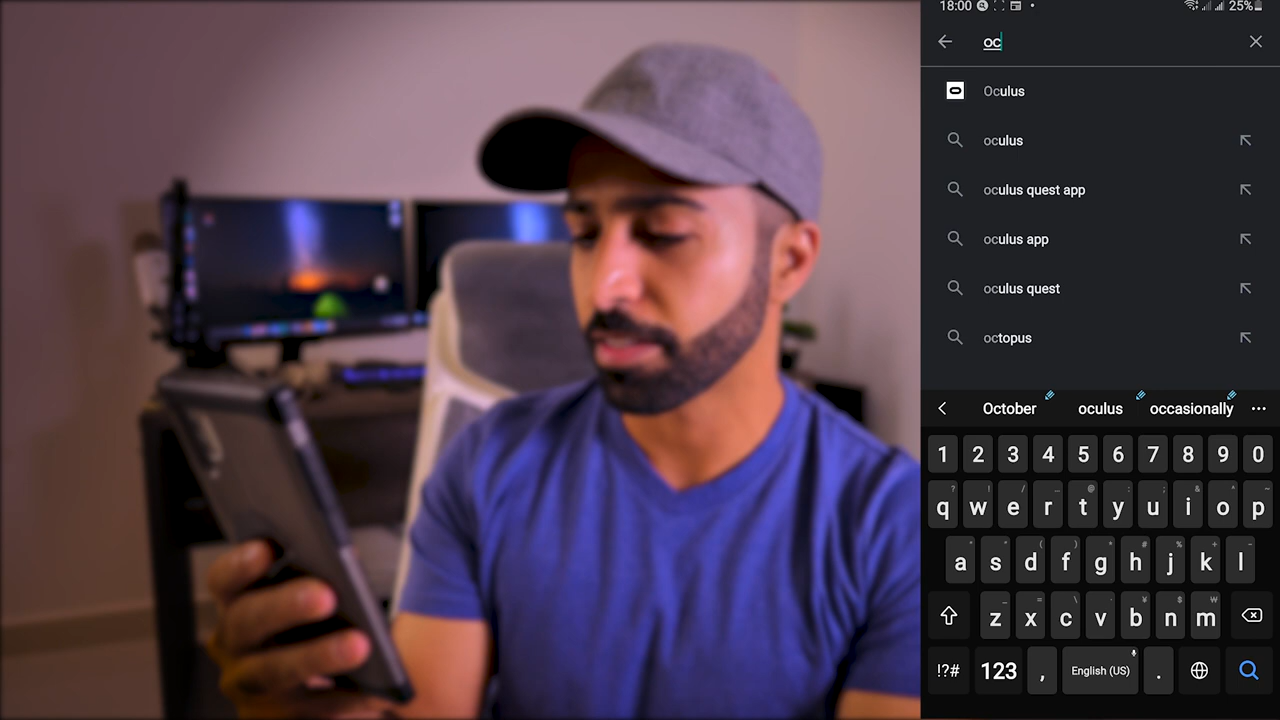 18:00 25%
oc
Oculus
oculus
oculus quest app
oculus app
oculus quest
octopus
October oculus occasionally
1 2 3 4 5 6 7 8 9 0
q w e r t y u i o p
a s d f g h j k l
z x c v b n m
!?# 123 , English (US) .